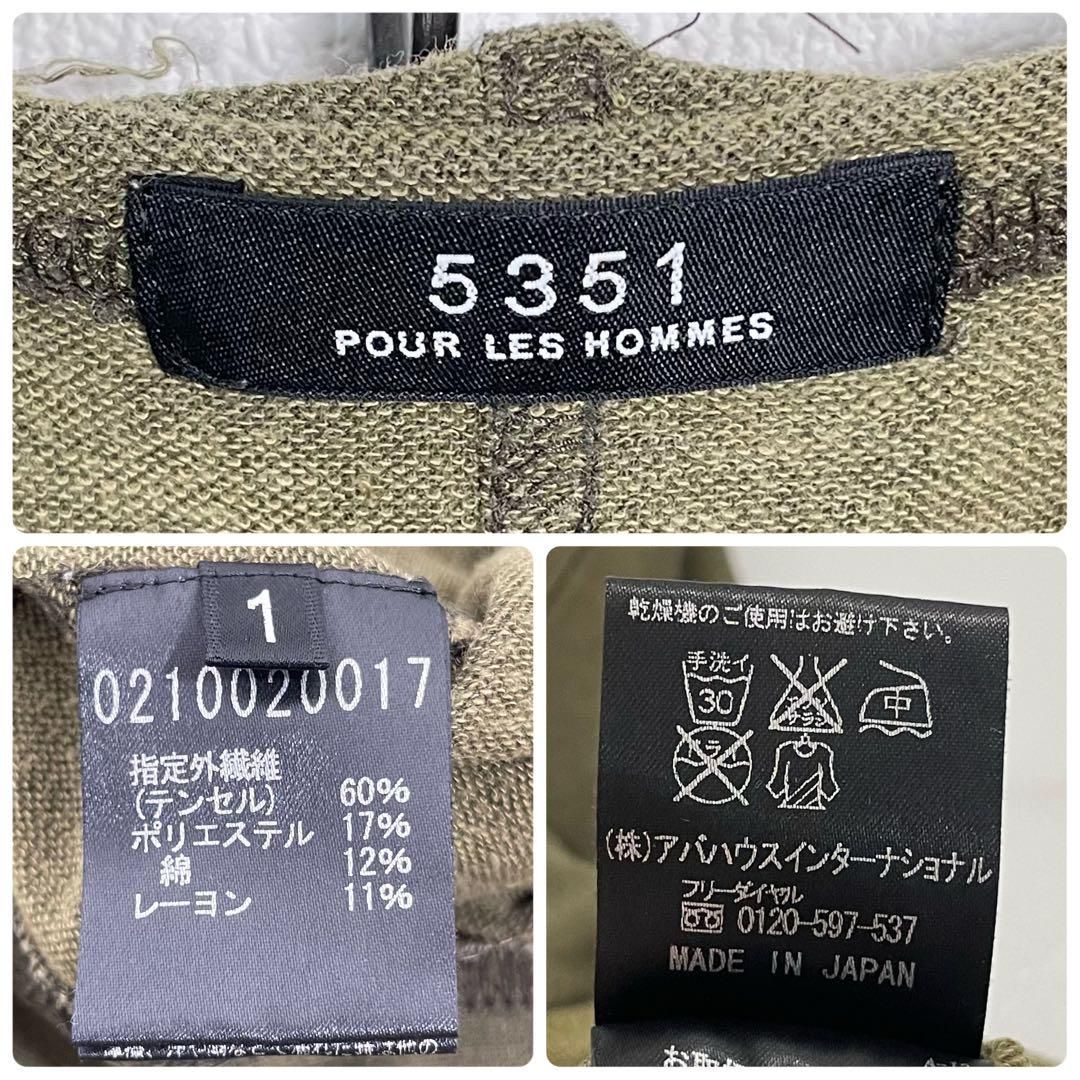 5351
POUR LES HOMMES
1
0210020017
指定外繊維
(テンセル) 60%
ポリエステル 17%
綿 12%
レーヨン 11%
乾燥機のご使用はお避け下さい。
手洗イ
30
中
ドライ
(株)アバハウスインターナショナル
フリーダイヤル
0120-597-537
MADE IN JAPAN